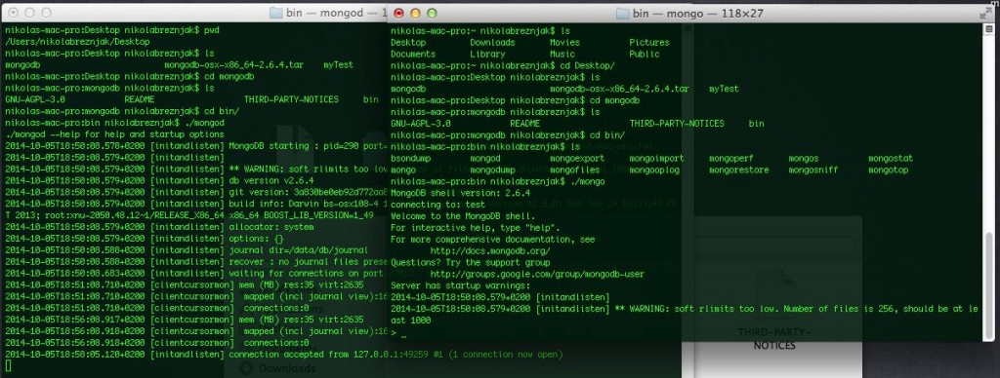 bin — mongod — 1
nikolas-mac-pro:Desktop nikolabreznjak$ pwd
/Users/nikolabreznjak/Desktop
nikolas-mac-pro:Desktop nikolabreznjak$ ls
mongodb mongodb-osx-x86_64-2.6.4.tar myTest
nikolas-mac-pro:Desktop nikolabreznjak$ cd mongodb
nikolas-mac-pro:mongodb nikolabreznjak$ ls
GNU-AGPL-3.0 README THIRD-PARTY-NOTICES bin
nikolas-mac-pro:mongodb nikolabreznjak$ cd bin/
nikolas-mac-pro:bin nikolabreznjak$ ./mongod
./mongod --help for help and startup options
2014-10-05T18:50:08.578+0200 [initandlisten] MongoDB starting : pid=290 port=
2014-10-05T18:50:08.579+0200 [initandlisten]
2014-10-05T18:50:08.579+0200 [initandlisten] ** WARNING: soft rlimits too low
2014-10-05T18:50:08.579+0200 [initandlisten] db version v2.6.4
2014-10-05T18:50:08.579+0200 [initandlisten] git version: 3a830be0eb92d772aa8
2014-10-05T18:50:08.579+0200 [initandlisten] build info: Darwin bs-osx108-4 1
T 2013; root:xnu-2050.48.12~1/RELEASE_X86_64 x86_64 BOOST_LIB_VERSION=1_49
2014-10-05T18:50:08.579+0200 [initandlisten] allocator: system
2014-10-05T18:50:08.579+0200 [initandlisten] options: {}
2014-10-05T18:50:08.588+0200 [initandlisten] journal dir=/data/db/journal
2014-10-05T18:50:08.588+0200 [initandlisten] recover : no journal files prese
2014-10-05T18:50:08.683+0200 [initandlisten] waiting for connections on port
2014-10-05T18:51:08.710+0200 [clientcursormon] mem (MB) res:35 virt:2635
2014-10-05T18:51:08.710+0200 [clientcursormon] mapped (incl journal view):16
2014-10-05T18:51:08.710+0200 [clientcursormon] connections:0
2014-10-05T18:56:08.917+0200 [clientcursormon] mem (MB) res:35 virt:2635
2014-10-05T18:56:08.918+0200 [clientcursormon] mapped (incl journal view):16
2014-10-05T18:56:08.918+0200 [clientcursormon] connections:0
2014-10-05T18:58:05.120+0200 [initandlisten] connection accepted from 127.0.0.1:49259 #1 (1 connection now open)
Downloads
bin — mongo — 118×27
nikolas-mac-pro:~ nikolabreznjak$ ls
Desktop Downloads Movies Pictures
Documents Library Music Public
nikolas-mac-pro:~ nikolabreznjak$ cd Desktop/
nikolas-mac-pro:Desktop nikolabreznjak$ ls
mongodb mongodb-osx-x86_64-2.6.4.tar myTest
nikolas-mac-pro:Desktop nikolabreznjak$ cd mongodb
nikolas-mac-pro:mongodb nikolabreznjak$ ls
GNU-AGPL-3.0 README THIRD-PARTY-NOTICES bin
nikolas-mac-pro:mongodb nikolabreznjak$ cd bin/
nikolas-mac-pro:bin nikolabreznjak$ ls
bsondump mongod mongoexport mongoimport mongoperf mongos mongostat
mongo mongodump mongofiles mongooplog mongorestore mongosniff mongotop
nikolas-mac-pro:bin nikolabreznjak$ ./mongo
MongoDB shell version: 2.6.4
connecting to: test
Welcome to the MongoDB shell.
For interactive help, type "help".
For more comprehensive documentation, see
http://docs.mongodb.org/
Questions? Try the support group
http://groups.google.com/group/mongodb-user
Server has startup warnings:
2014-10-05T18:50:08.579+0200 [initandlisten]
2014-10-05T18:50:08.579+0200 [initandlisten] ** WARNING: soft rlimits too low. Number of files is 256, should be at le
ast 1000
> _
THIRD-PARTY-
NOTICES